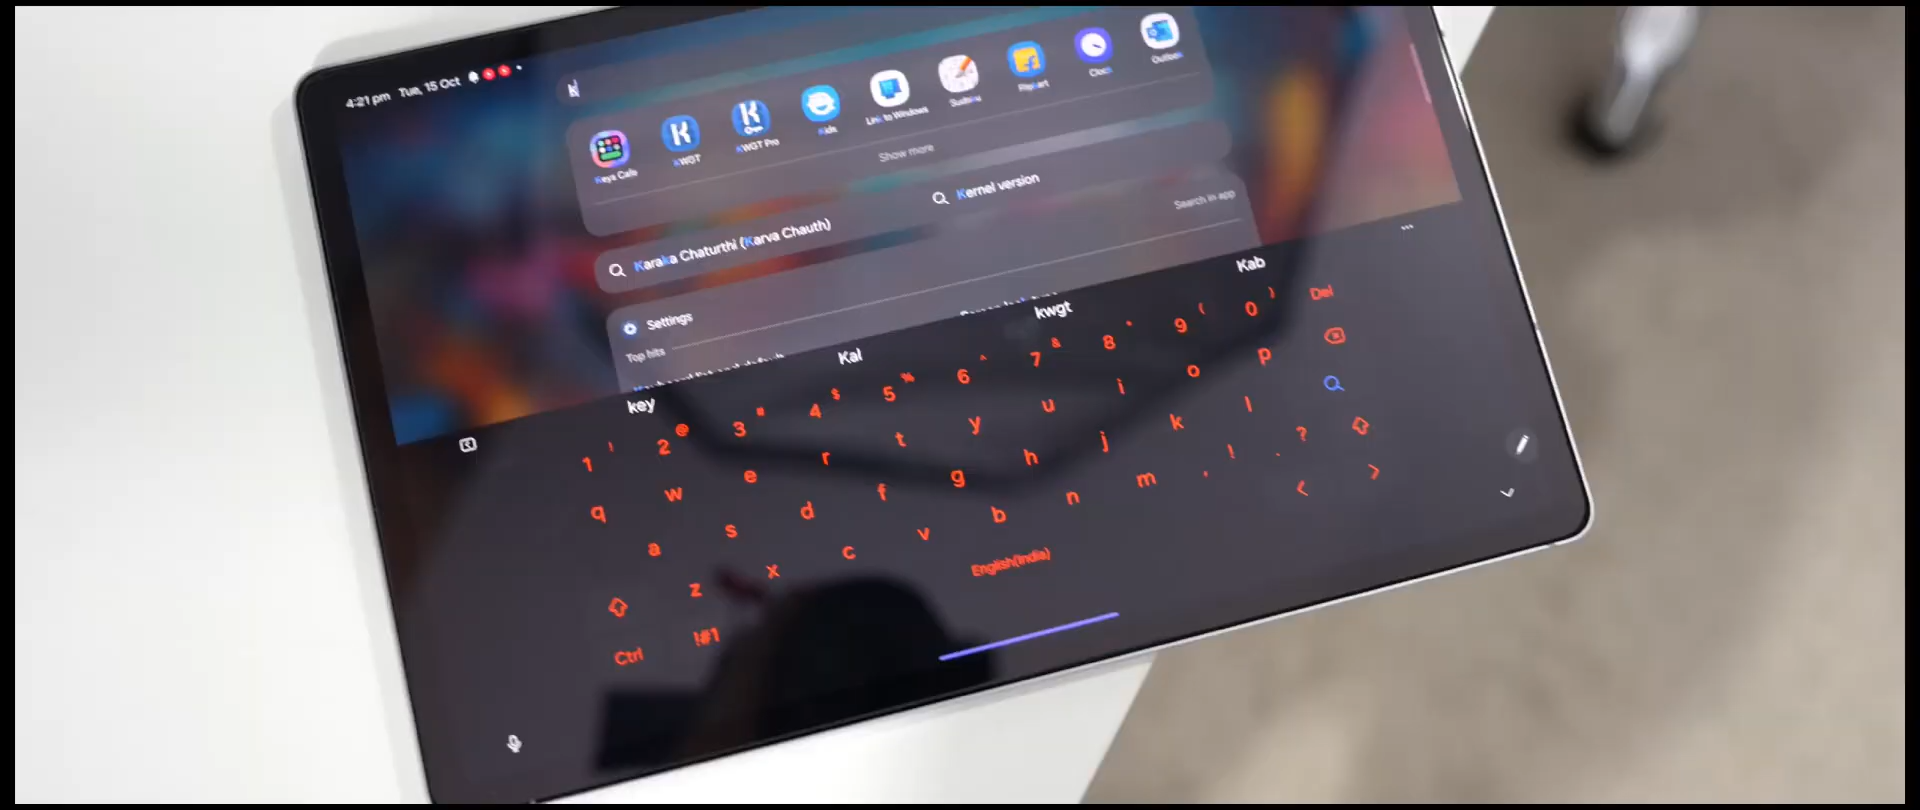 4:21 pm Tue, 15 Oct
k
Keys Cafe KWGT KWGT Pro Kids Link to Windows Sudoku Flipkart Clock Outlook
Show more
Karaka Chaturthi (Karva Chauth) Kernel version
Search in app
Settings
Top hits
key Kal kwgt Kab
1 ! 2 @ 3 # 4 $ 5 % 6 ^ 7 & 8 * 9 ( 0 ) Del
q w e r t y u i o p
a s d f g h j k l
z x c v b n m , ! . ?
Ctrl !#1 English(India) < >